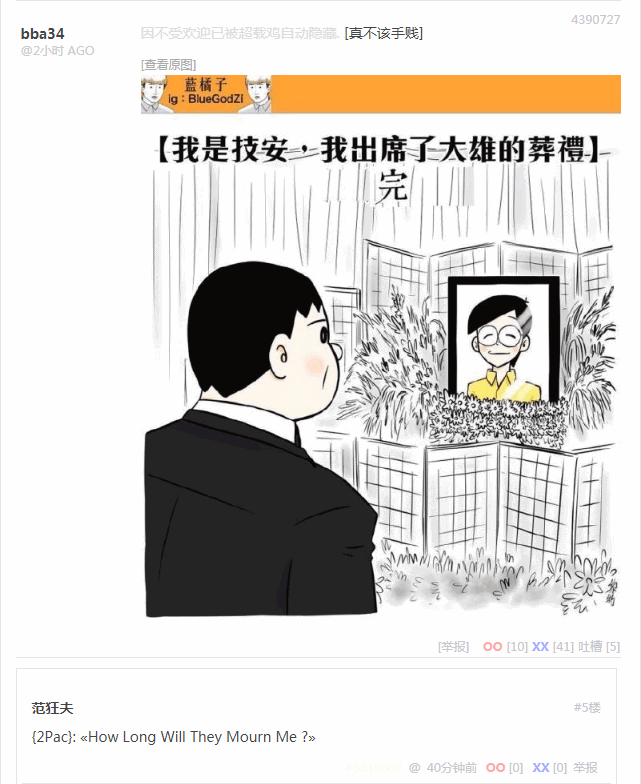 bba34
@2小时 AGO
因不受欢迎已被超载鸡自动隐藏. [真不该手贱]
4390727
[查看原图]
藍橘子
ig : BlueGodZi
【我是技安，我出席了大雄的葬禮】
完
[举报] OO [10] XX [41] 吐槽 [5]
范狂夫
#5楼
{2Pac}: «How Long Will They Mourn Me ?»
@ 40分钟前 OO [0] XX [0] 举报